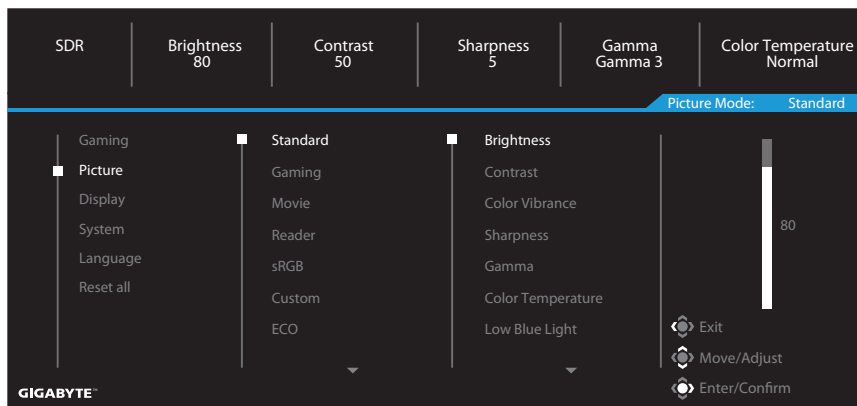 SDR
Brightness
80
Contrast
50
Sharpness
5
Gamma
Gamma 3
Color Temperature
Normal
Picture Mode: Standard
Gaming
Picture
Display
System
Language
Reset all
Standard
Gaming
Movie
Reader
sRGB
Custom
ECO
Brightness
Contrast
Color Vibrance
Sharpness
Gamma
Color Temperature
Low Blue Light
80
Exit
Move/Adjust
Enter/Confirm
GIGABYTE™